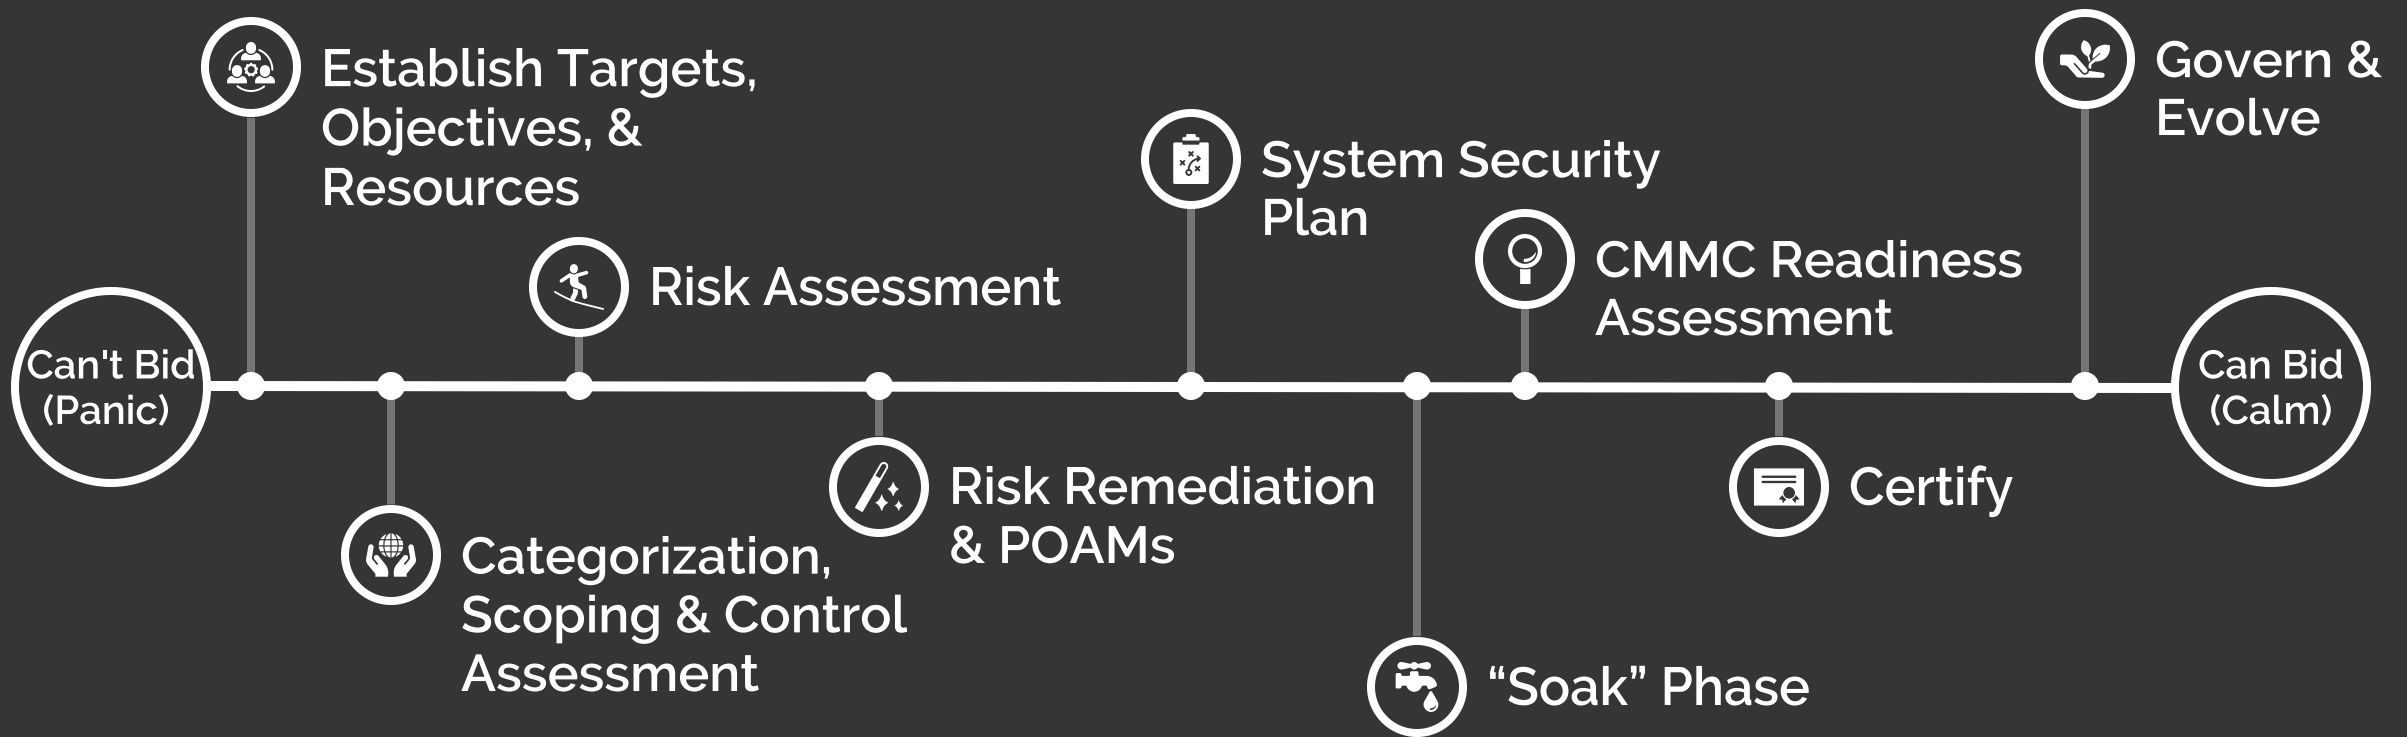 Can't Bid
(Panic)
Establish Targets,
Objectives, &
Resources
Categorization,
Scoping & Control
Assessment
Risk Assessment
Risk Remediation
& POAMs
System Security
Plan
“Soak” Phase
CMMC Readiness
Assessment
Certify
Govern &
Evolve
Can Bid
(Calm)